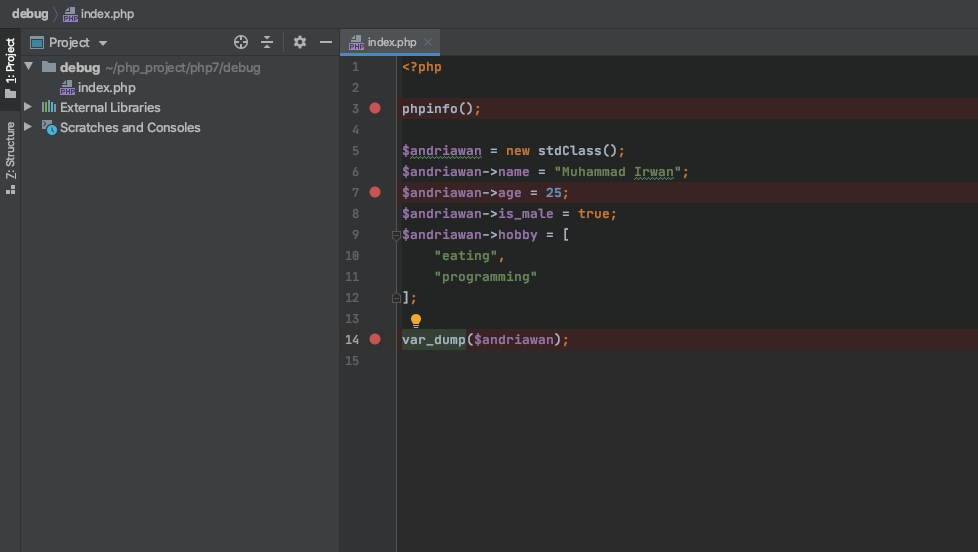 debug index.php
Project
index.php
1: Project
Z: Structure
debug ~/php_project/php7/debug
index.php
External Libraries
Scratches and Consoles
1 <?php
2
3 phpinfo();
4
5 $andriawan = new stdClass();
6 $andriawan->name = "Muhammad Irwan";
7 $andriawan->age = 25;
8 $andriawan->is_male = true;
9 $andriawan->hobby = [
10 "eating",
11 "programming"
12 ];
13
14 var_dump($andriawan);
15